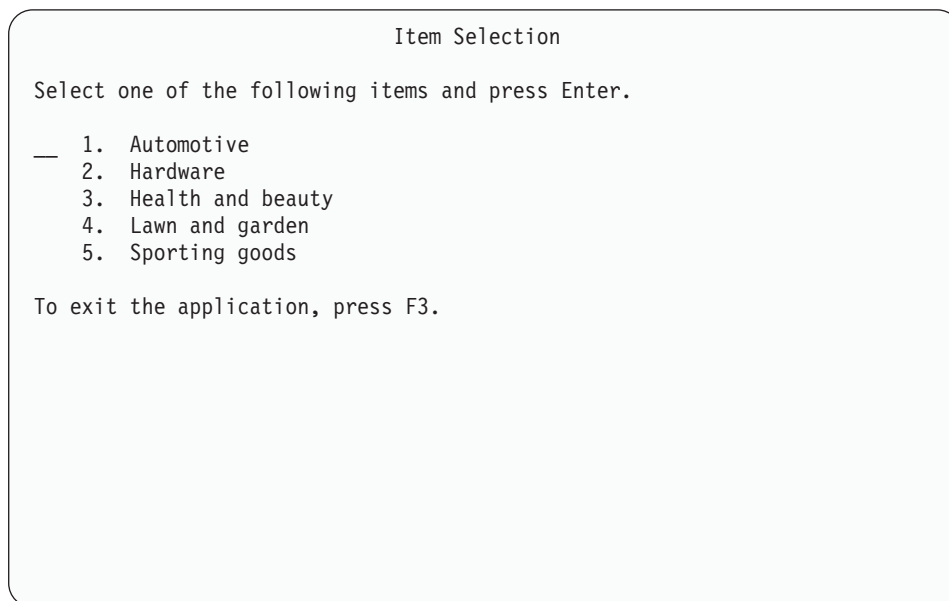 Item Selection
Select one of the following items and press Enter.
__ 1. Automotive
2. Hardware
3. Health and beauty
4. Lawn and garden
5. Sporting goods
To exit the application, press F3.